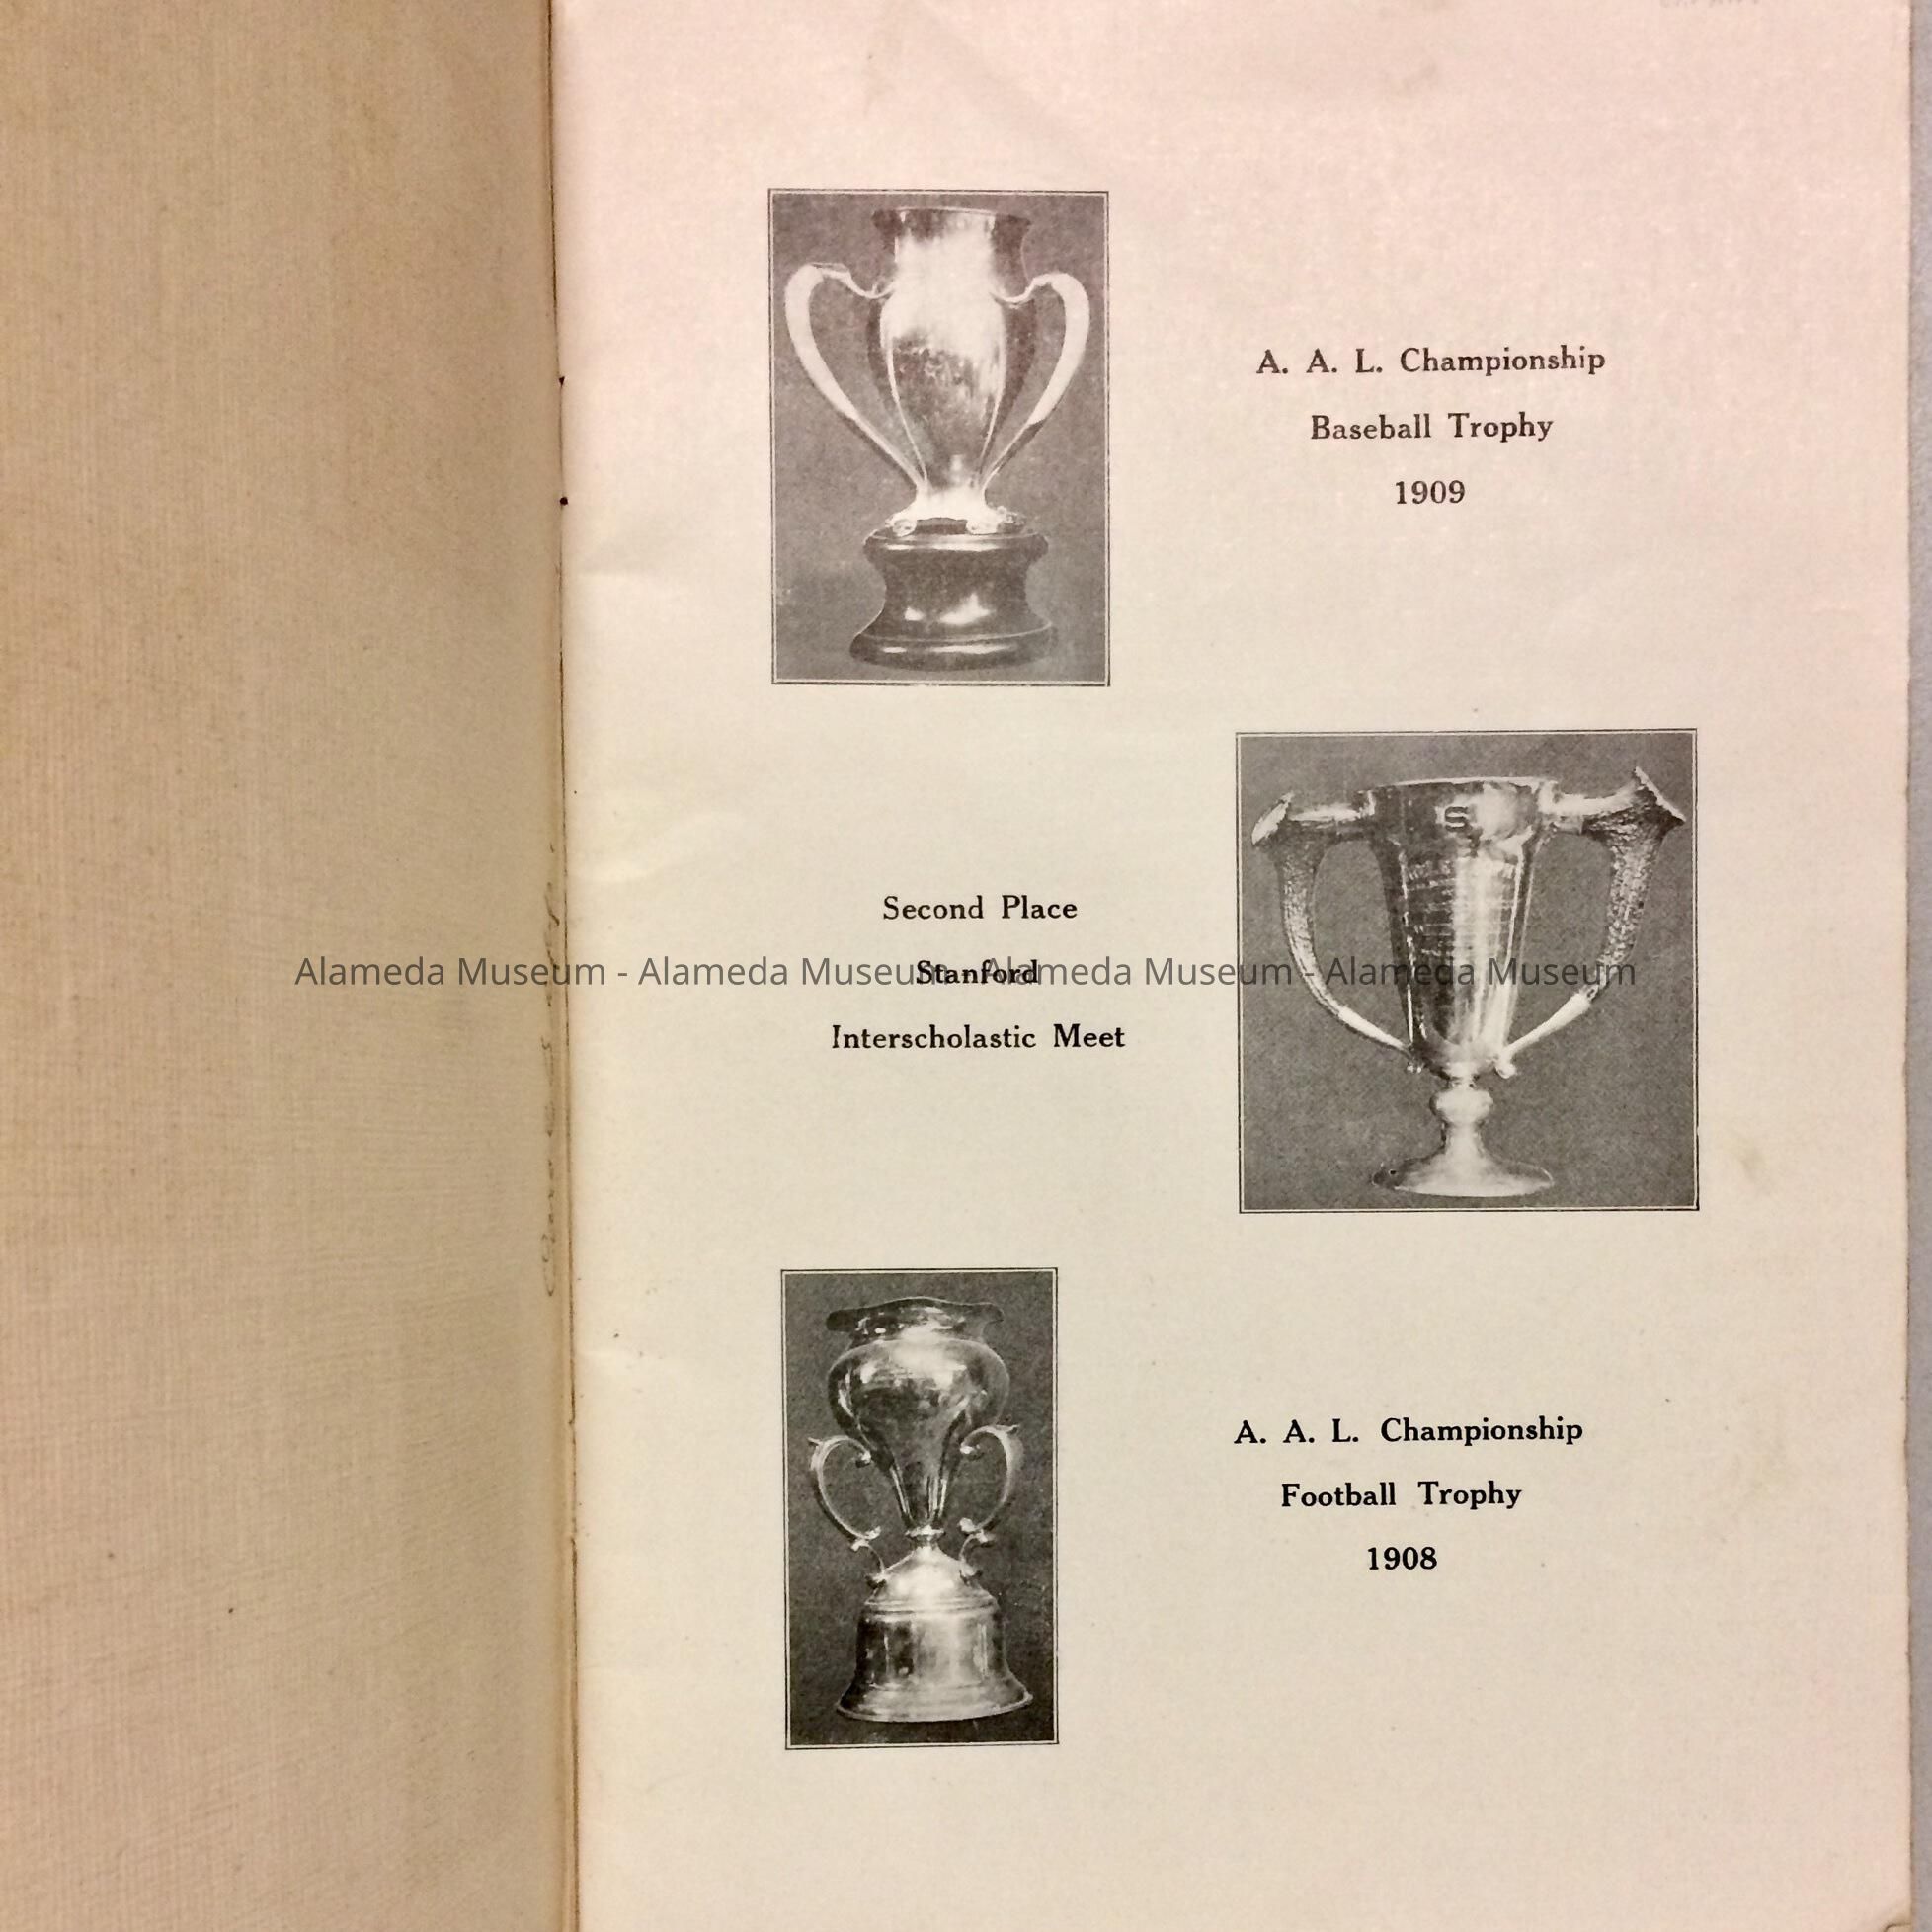 A. A. L. Championship
Baseball Trophy
1909
S
Second Place
Stanford
Interscholastic Meet
Alameda Museum - Alameda Museum - Alameda Museum - Alameda Museum
A. A. L. Championship
Football Trophy
1908